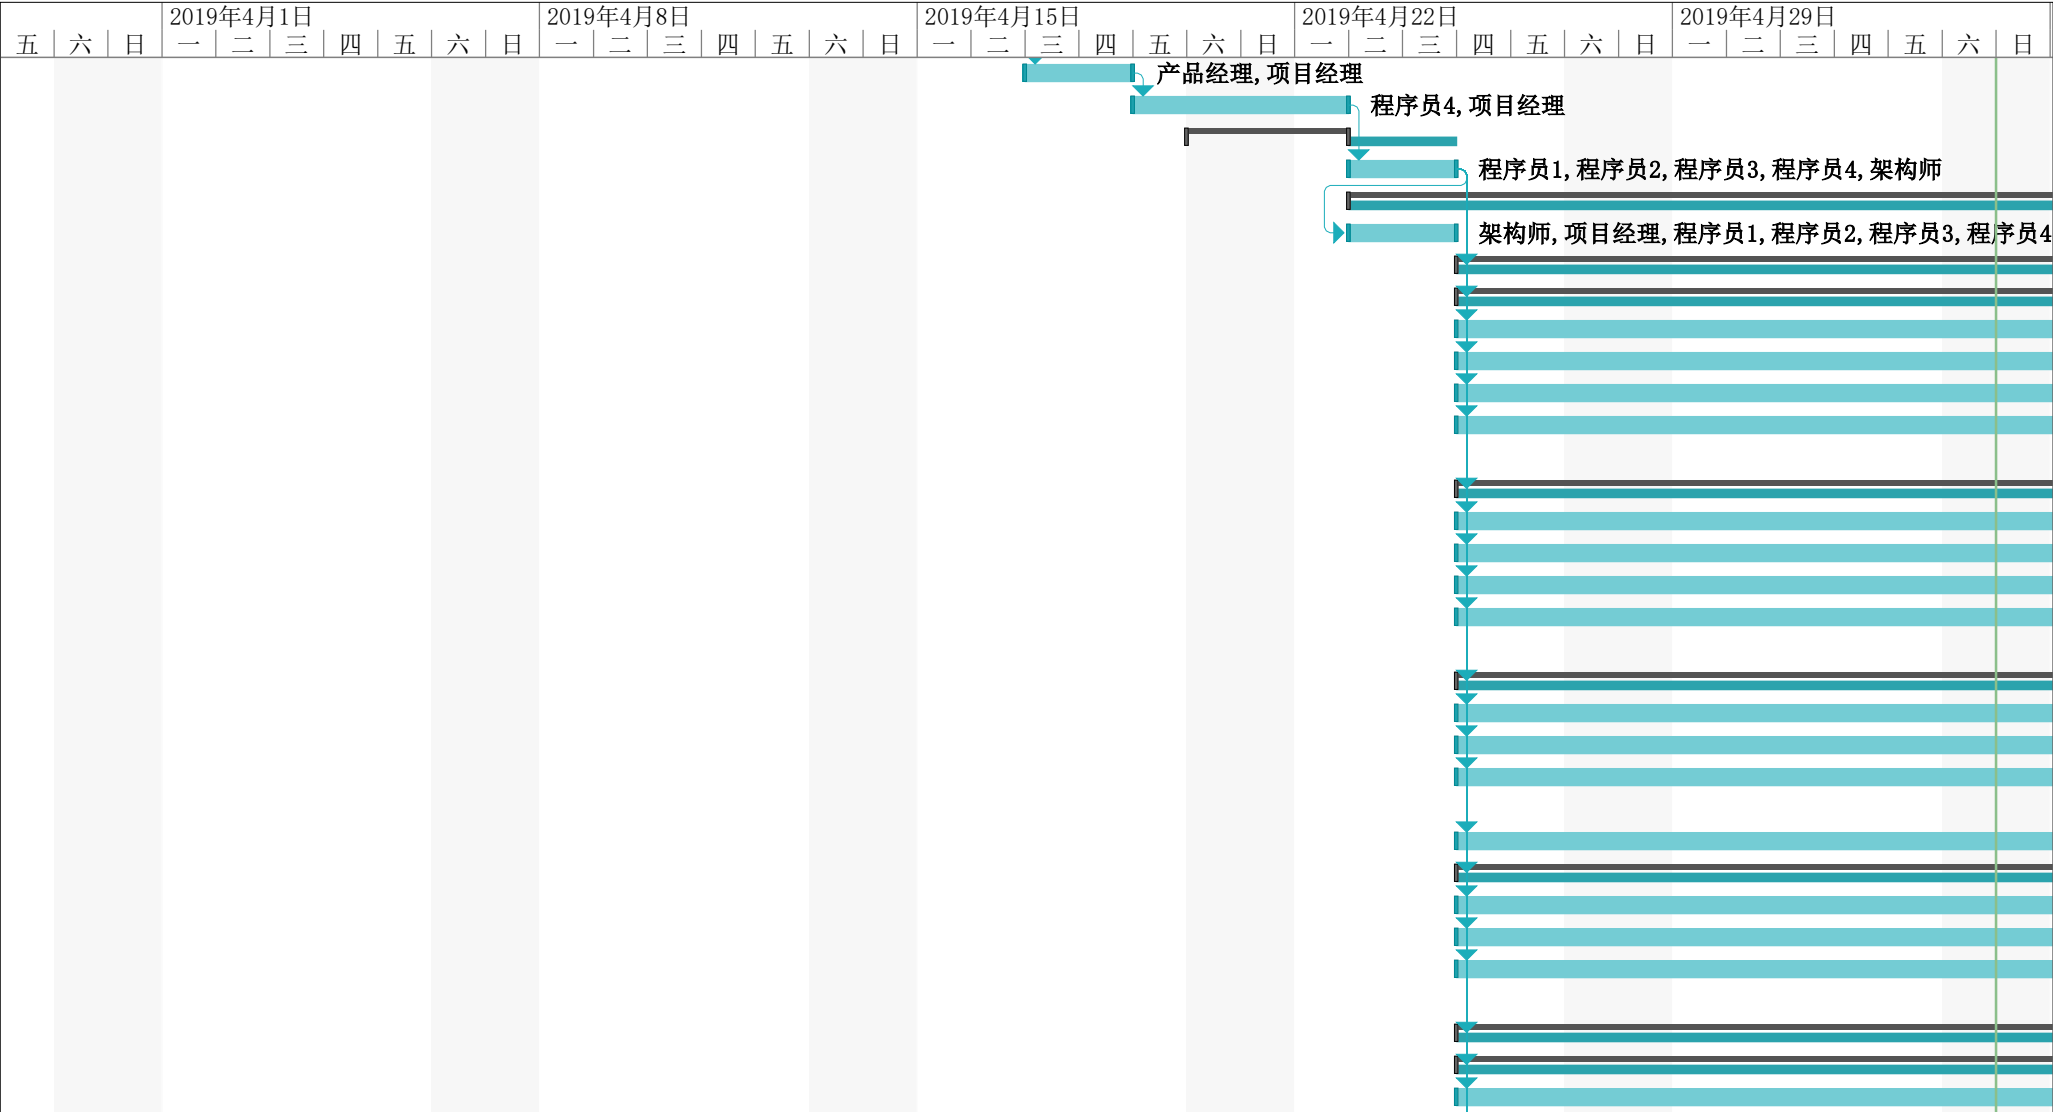 2019年4月1日 2019年4月8日 2019年4月15日 2019年4月22日 2019年4月29日
五 六 日 一 二 三 四 五 六 日 一 二 三 四 五 六 日 一 二 三 四 五 六 日 一 二 三 四 五 六 日 一 二 三 四 五 六 日
产品经理,项目经理
程序员4,项目经理
程序员1,程序员2,程序员3,程序员4,架构师
架构师,项目经理,程序员1,程序员2,程序员3,程序员4